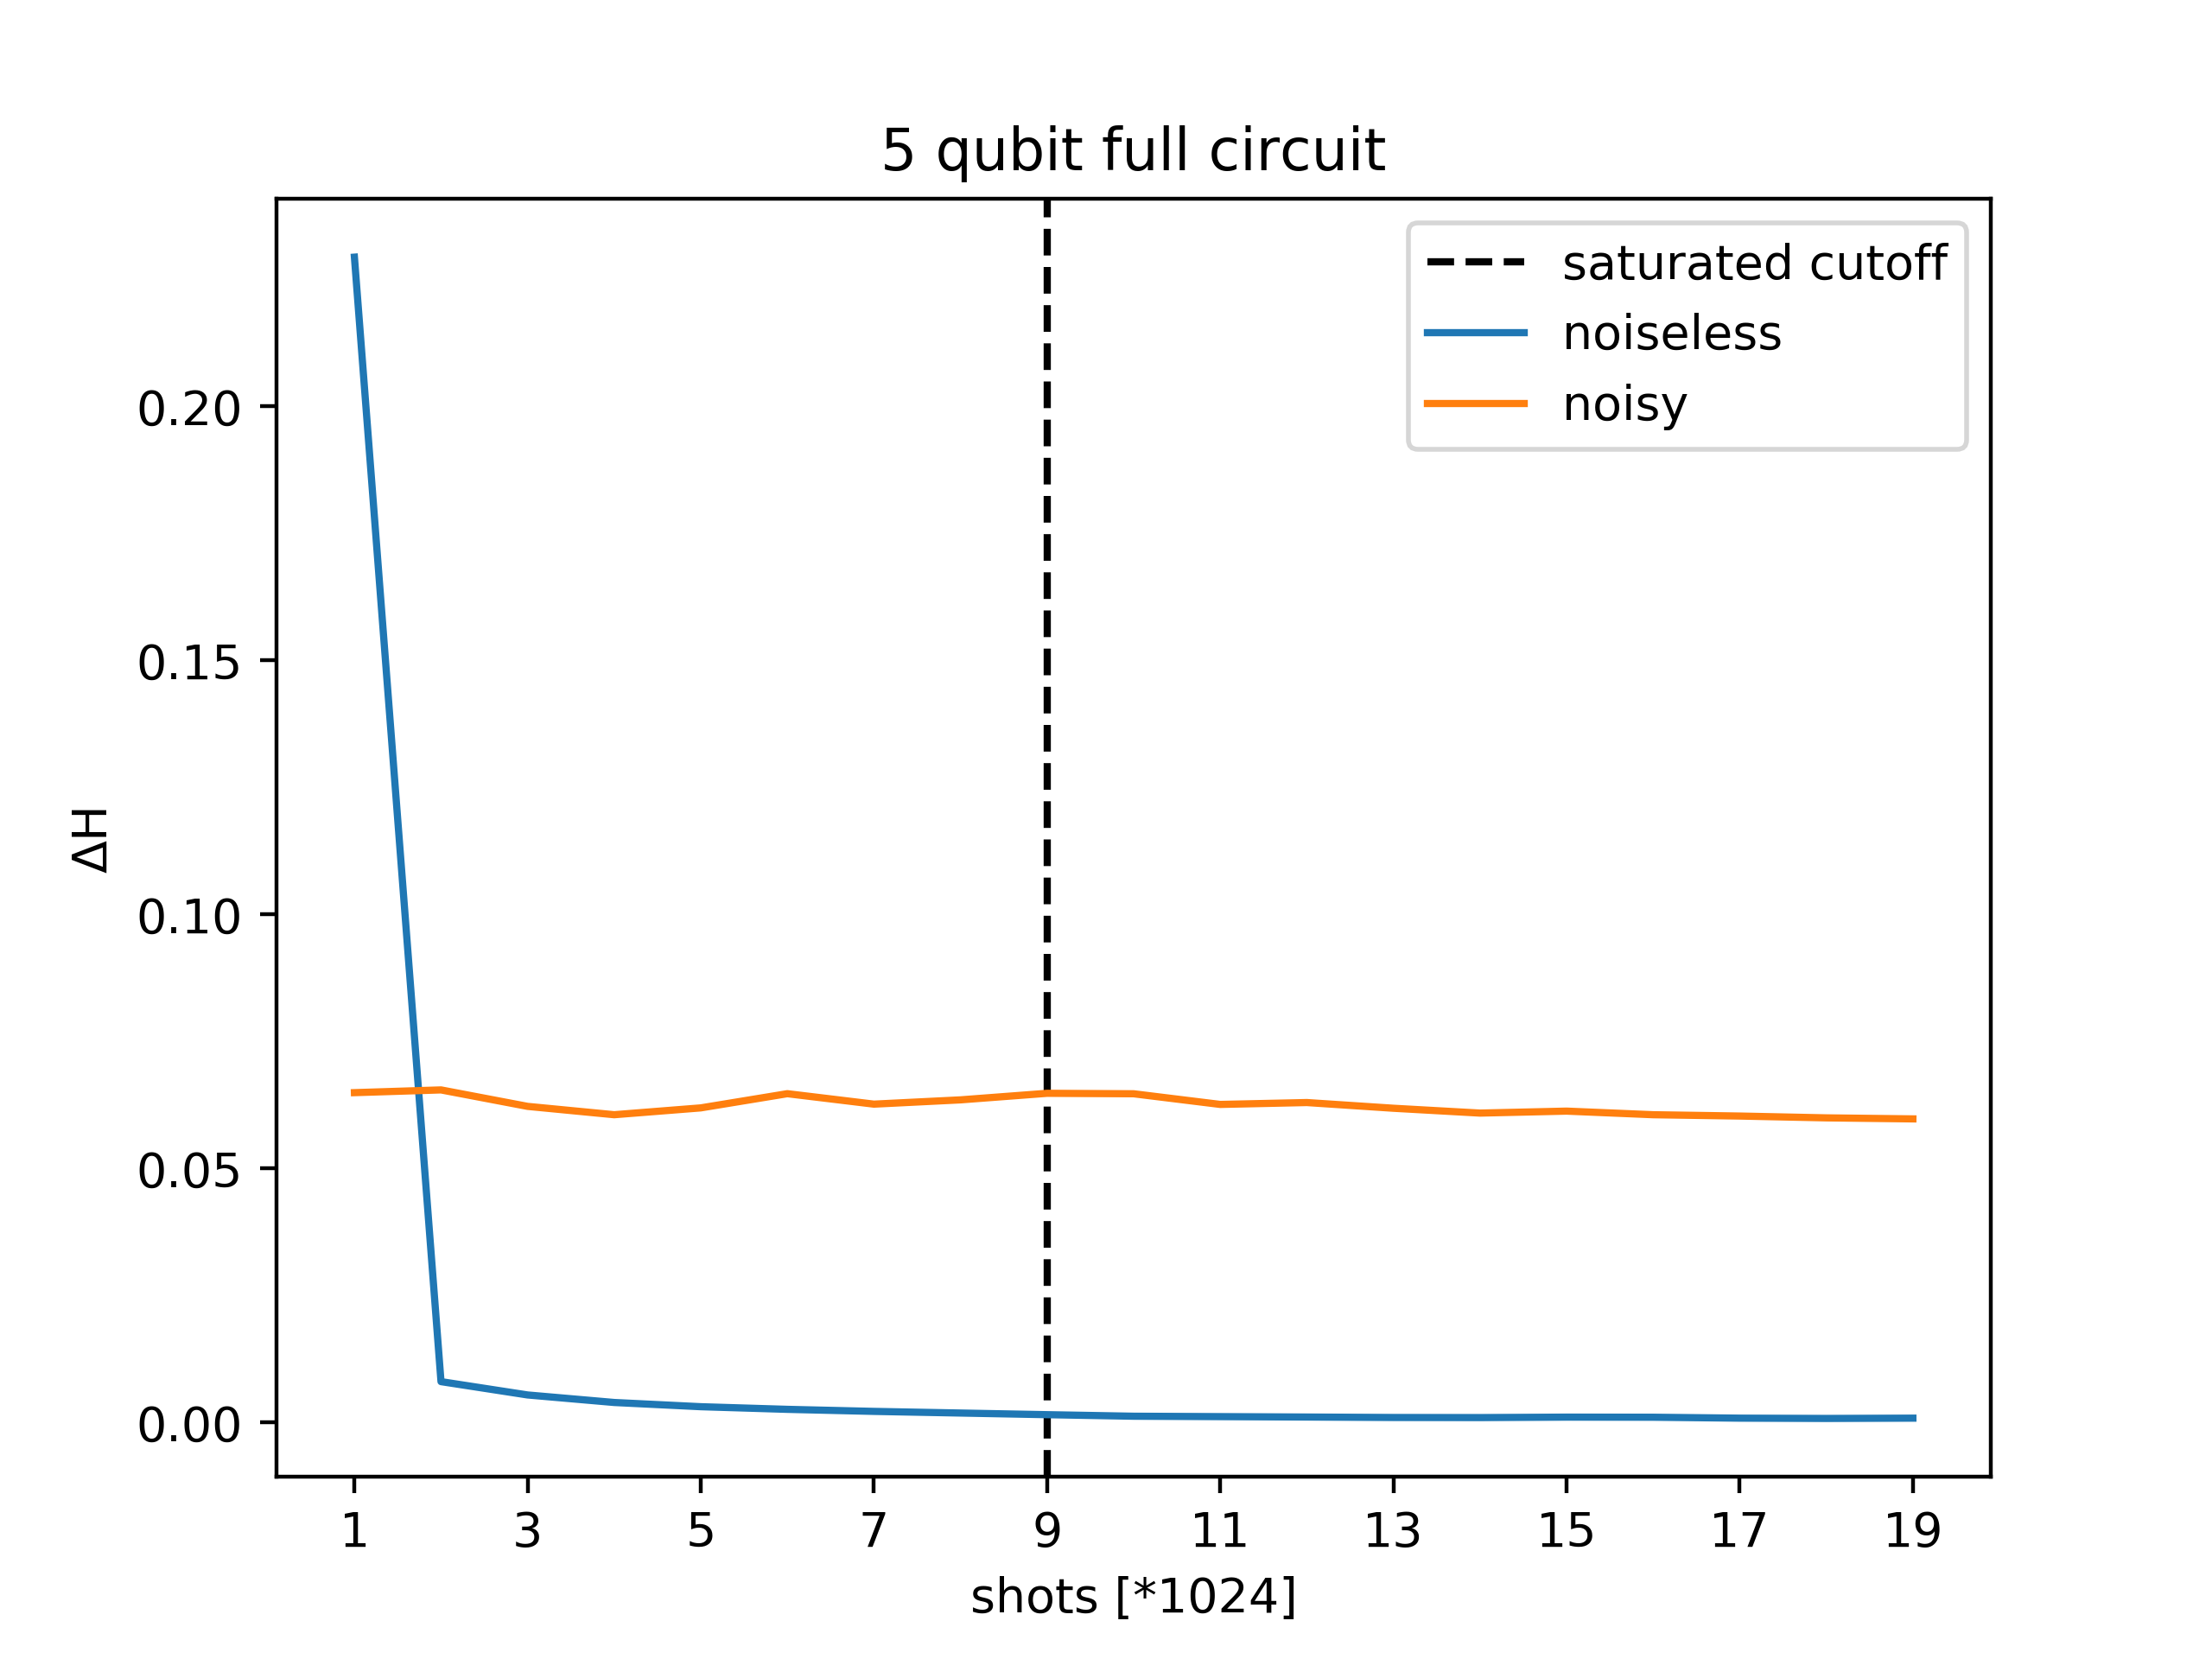 5 qubit full circuit
saturated cutoff
noiseless
noisy
0.20
0.15
0.10
0.05
0.00
ΔH
1 3 5 7 9 11 13 15 17 19
shots [*1024]